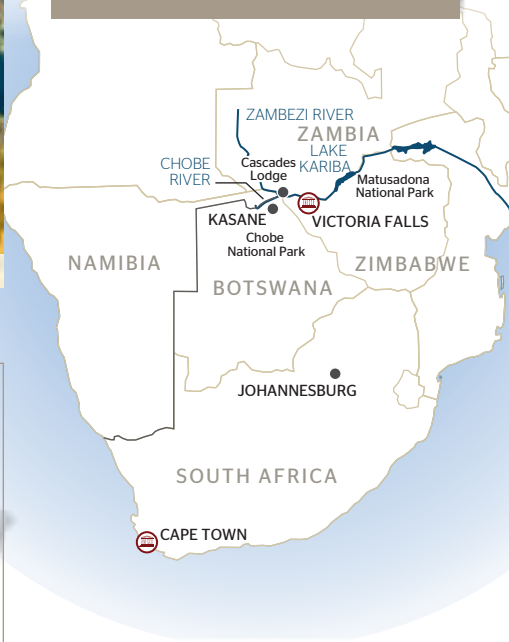 ZAMBEZI RIVER
ZAMBIA
CHOBE
RIVER
Cascades
Lodge
LAKE
KARIBA
Matusadona
National Park
KASANE
VICTORIA FALLS
Chobe
National Park
NAMIBIA
ZIMBABWE
BOTSWANA
JOHANNESBURG
SOUTH AFRICA
CAPE TOWN